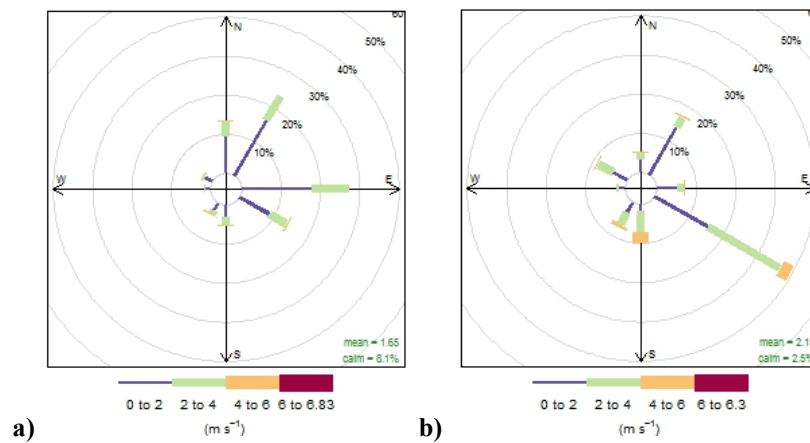 N
50%
40%
30%
20%
10%
W
E
S
mean = 1.65
calm = 8.1%
0 to 2
2 to 4
4 to 6
6 to 6.83
(m s⁻¹)
a)
N
50%
40%
30%
20%
10%
W
E
S
0 to 2
2 to 4
4 to 6
6 to 6.3
(m s⁻¹)
b)